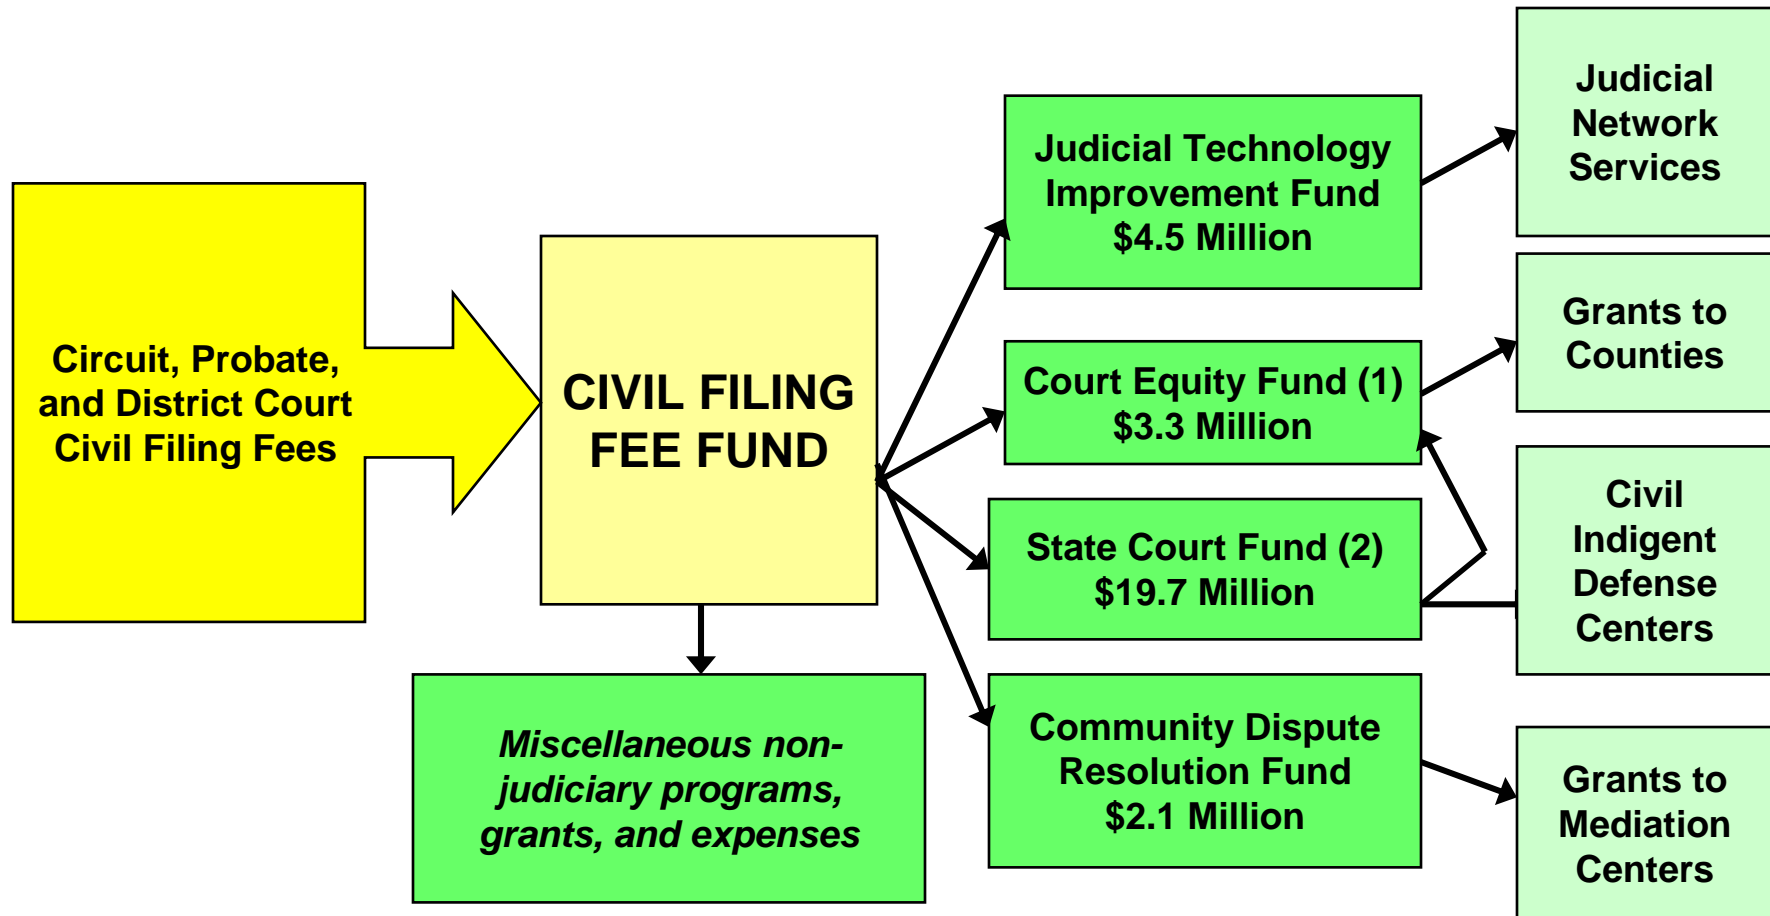 Circuit, Probate,
and District Court
Civil Filing Fees
CIVIL FILING
FEE FUND
Miscellaneous non-
judiciary programs,
grants, and expenses
Judicial Technology
Improvement Fund
$4.5 Million
Court Equity Fund (1)
$3.3 Million
State Court Fund (2)
$19.7 Million
Community Dispute
Resolution Fund
$2.1 Million
Judicial
Network
Services
Grants to
Counties
Civil
Indigent
Defense
Centers
Grants to
Mediation
Centers